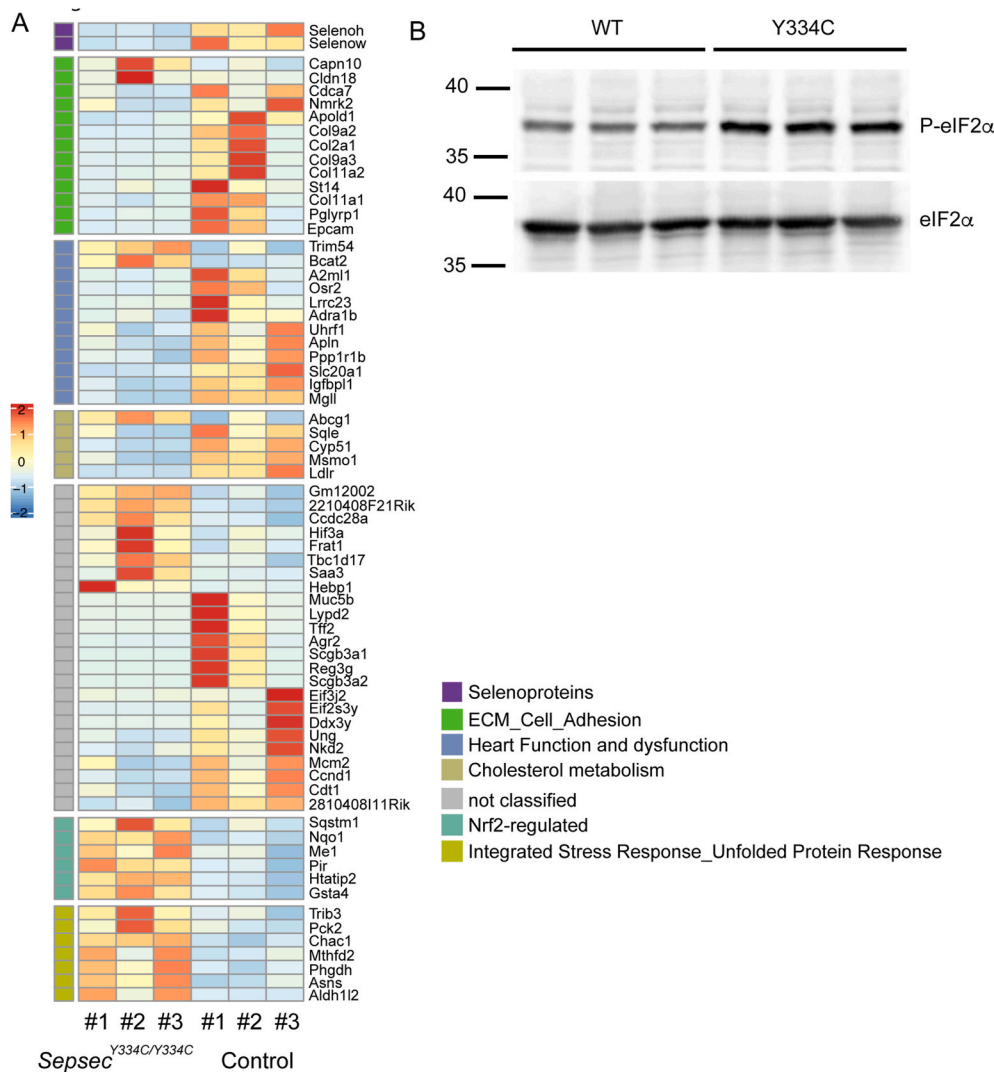 A
Selenoh
Selenow
Capn10
Cldn18
Cdca7
Nmrk2
Apold1
Col9a2
Col2a1
Col9a3
Col11a2
St14
Col11a1
Pglyrp1
Epcam
Trim54
Bcat2
A2ml1
Osr2
Lrrc23
Adra1b
Uhrf1
Apln
Ppp1r1b
Slc20a1
Igfbpl1
Mgll
Abcg1
Sqle
Cyp51
Msmo1
Ldlr
Gm12002
2210408F21Rik
Ccdc28a
Hif3a
Frat1
Tbc1d17
Saa3
Hebp1
Muc5b
Lypd2
Tff2
Agr2
Scgb3a1
Reg3g
Scgb3a2
Eif3j2
Eif2s3y
Ddx3y
Ung
Nkd2
Mcm2
Ccnd1
Cdt1
2810408I11Rik
Sqstm1
Nqo1
Me1
Pir
Htatip2
Gsta4
Trib3
Pck2
Chac1
Mthfd2
Phgdh
Asns
Aldh1l2
2
1
0
−1
−2
#1 #2 #3 #1 #2 #3
Sepsec Y334C/Y334C Control
B
WT Y334C
40
35
P-eIF2α
40
35
eIF2α
Selenoproteins
ECM_Cell_Adhesion
Heart Function and dysfunction
Cholesterol metabolism
not classified
Nrf2-regulated
Integrated Stress Response_Unfolded Protein Response